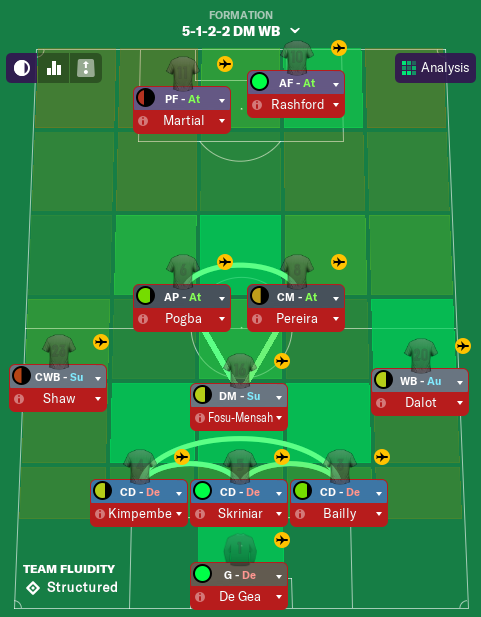 FORMATION
5-1-2-2 DM WB
Analysis
PF - At
Martial
AF - At
Rashford
AP - At
Pogba
CM - At
Pereira
CWB - Su
Shaw
DM - Su
Fosu-Mensah
WB - Au
Dalot
CD - De
Kimpembe
CD - De
Skriniar
CD - De
Bailly
TEAM FLUIDITY
Structured
G - De
De Gea